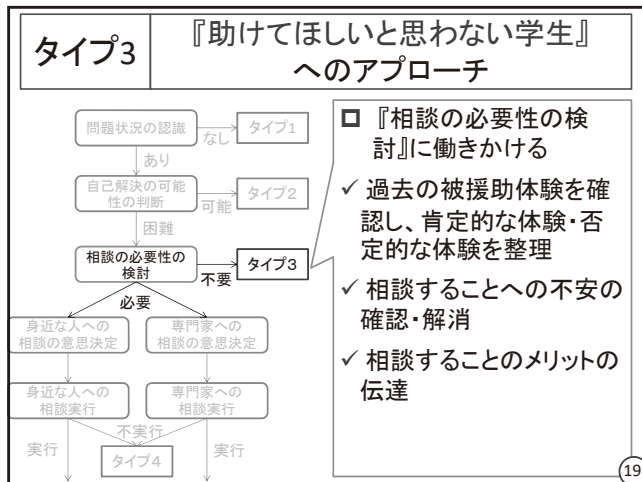 タイプ3
『助けてほしいと思わない学生』
へのアプローチ
問題状況の認識
なし
タイプ1
あり
自己解決の可能
性の判断
可能
タイプ2
困難
相談の必要性の
検討
不要
タイプ3
必要
身近な人への
相談の意思決定
専門家への
相談の意思決定
身近な人への
相談実行
専門家への
相談実行
不実行
実行
タイプ4
実行
□ 『相談の必要性の検
討』に働きかける
✓ 過去の被援助体験を確
認し、肯定的な体験・否
定的な体験を整理
✓ 相談することへの不安の
確認・解消
✓ 相談することのメリットの
伝達
19